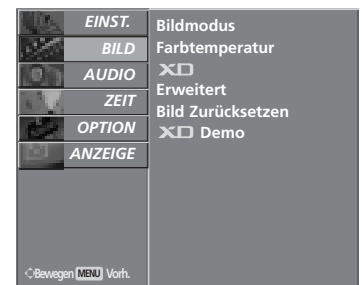 EINST.
BILD
AUDIO
ZEIT
OPTION
ANZEIGE
Bildmodus
Farbtemperatur
XD
Erweitert
Bild Zurücksetzen
XD Demo
Bewegen MENU Vorh.